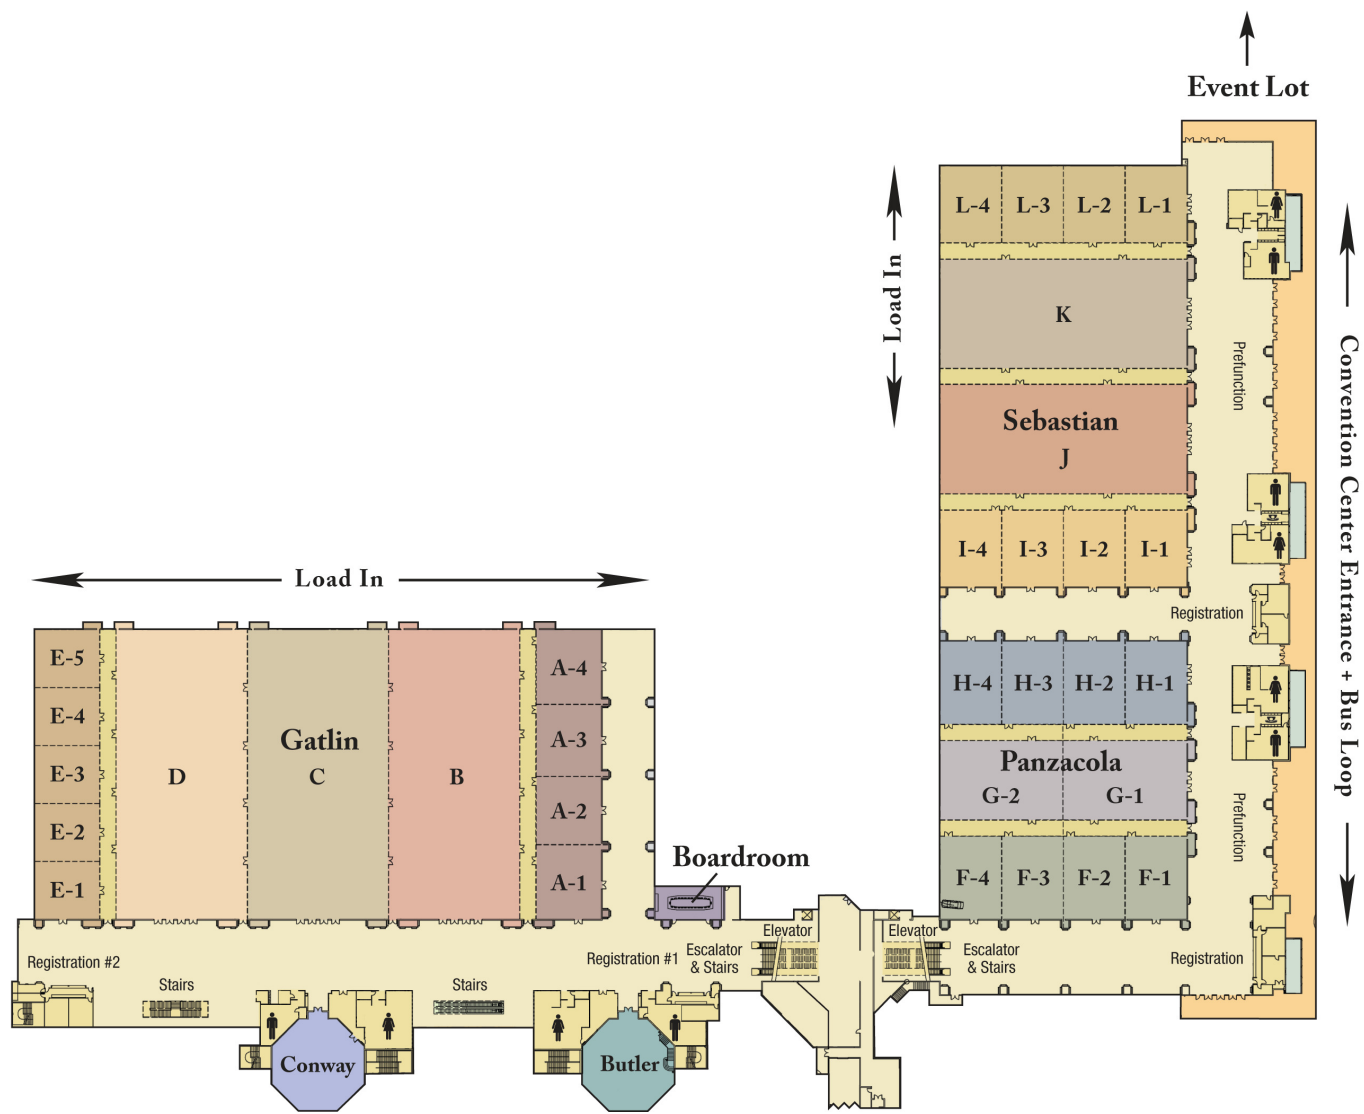 Event Lot
L-4 L-3 L-2 L-1
Load In
K
Prefunction
Convention Center Entrance + Bus Loop
Sebastian
J
I-4 I-3 I-2 I-1
Registration
Load In
E-5
E-4
E-3
E-2
E-1
D
Gatlin
C
B
A-4
A-3
A-2
A-1
H-4 H-3 H-2 H-1
Panzacola
G-2 G-1
Prefunction
F-4 F-3 F-2 F-1
Boardroom
Registration #2
Stairs
Stairs
Registration #1
Escalator
& Stairs
Elevator
Elevator
Escalator
& Stairs
Registration
Conway
Butler